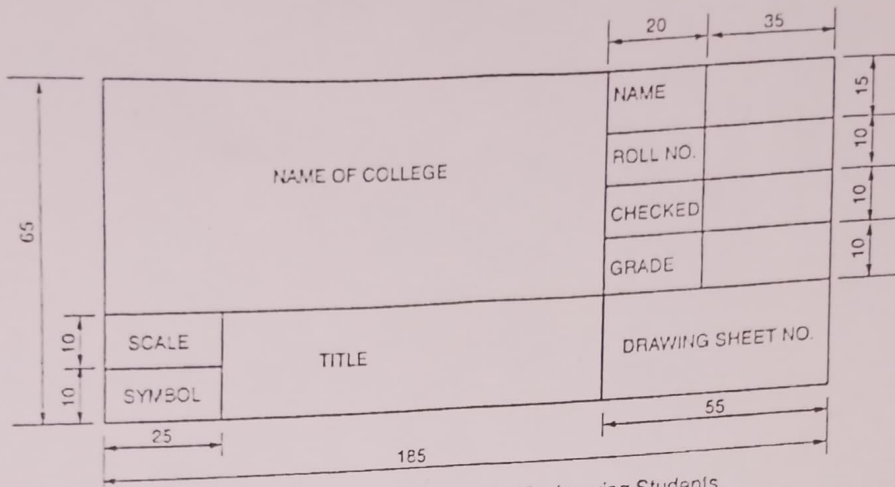 20 35
NAME
15
ROLL NO.
10
NAME OF COLLEGE
CHECKED
10
65
GRADE
10
10
SCALE
TITLE
DRAWING SHEET NO.
10
SYMBOL
25
55
185
Students